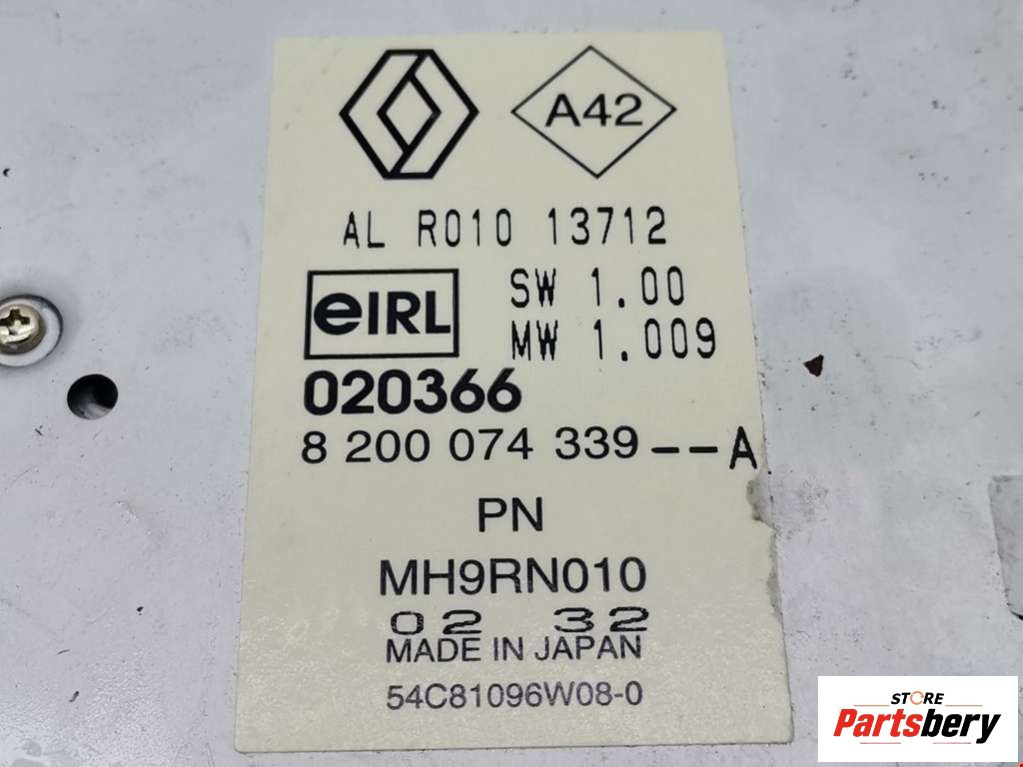 A42
AL R010 13712
eIRL
SW 1.00
MW 1.009
020366
8 200 074 339--A
PN
MH9RN010
02 32
MADE IN JAPAN
54C81096W08-0
STORE
Partsbery